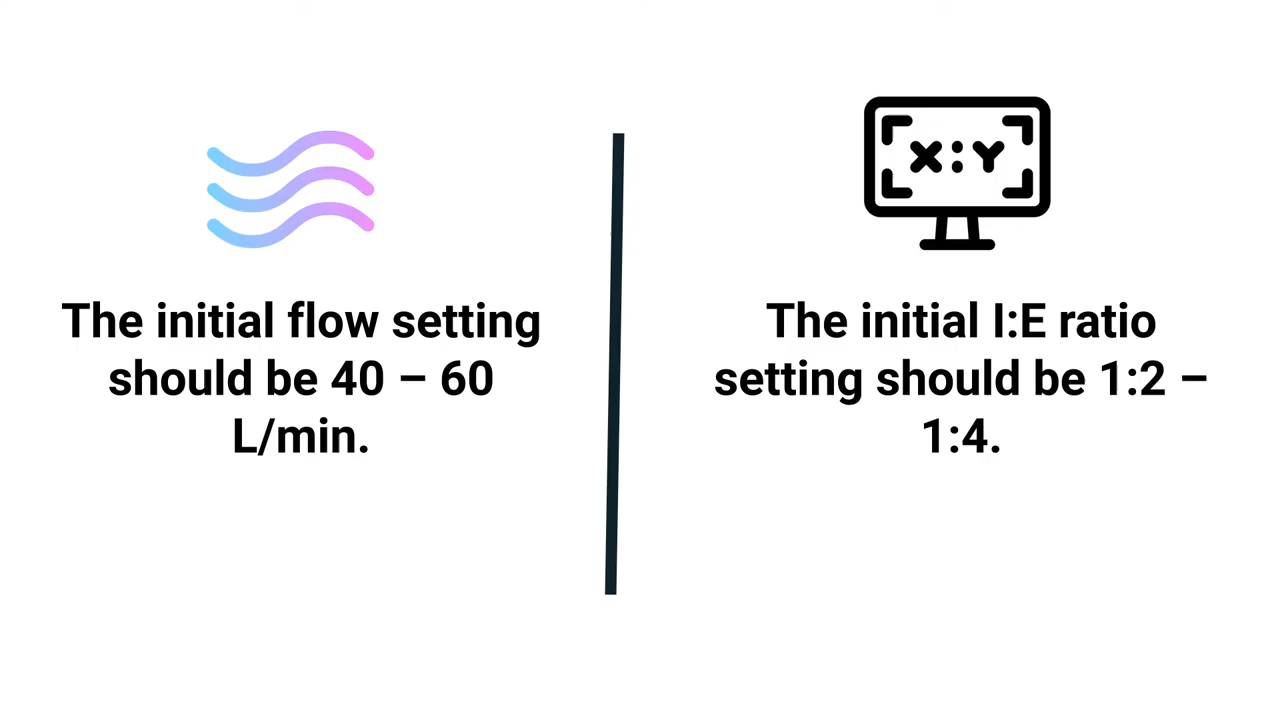 X:Y
The initial flow setting
should be 40 – 60
L/min.
The initial I:E ratio
setting should be 1:2 –
1:4.